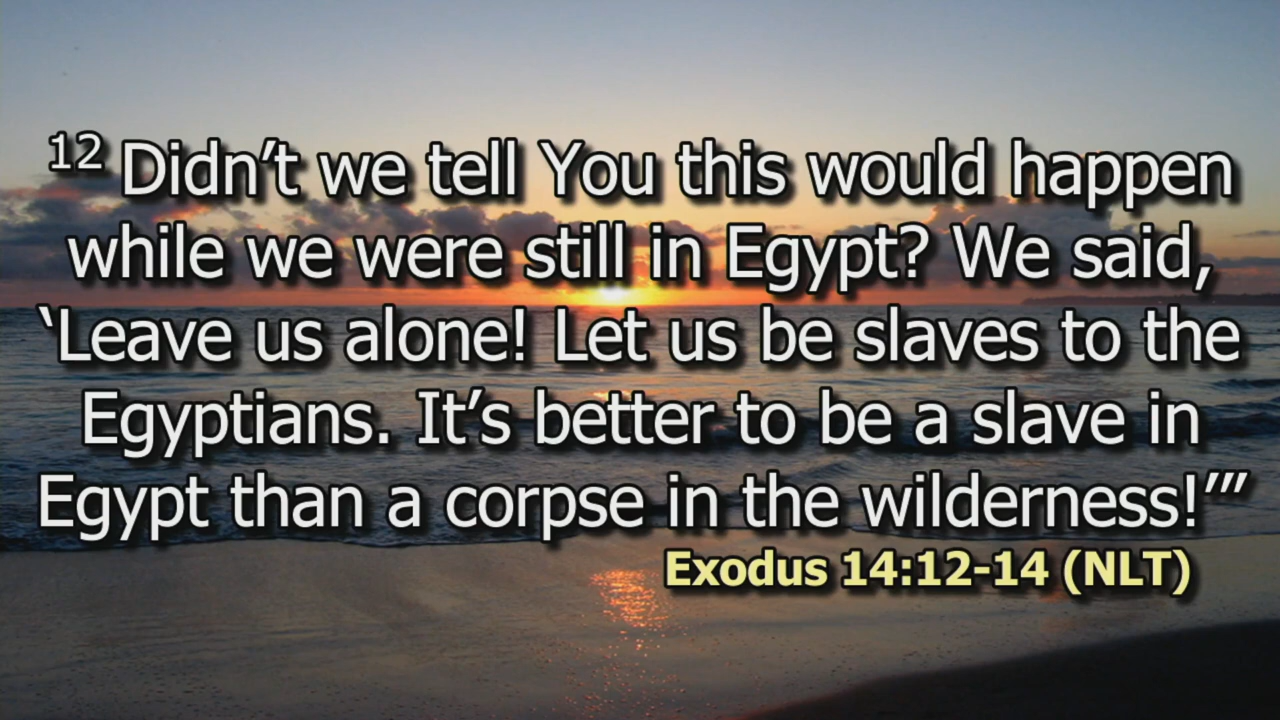 12 Didn’t we tell You this would happen
while we were still in Egypt? We said,
‘Leave us alone! Let us be slaves to the
Egyptians. It’s better to be a slave in
Egypt than a corpse in the wilderness!’”
Exodus 14:12-14 (NLT)